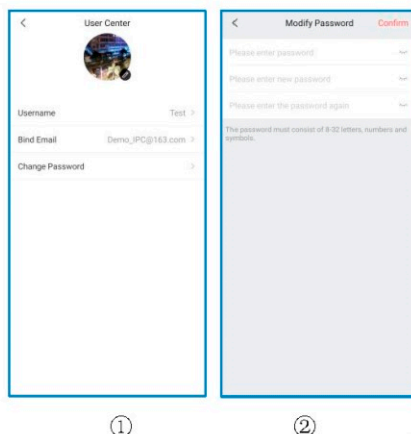 User Center
Username Test
Bind Email Demo_IPC@163.com
Change Password
Modify Password Confirm
Please enter password
Please enter new password
Please enter the password again
The password must consist of 8-32 letters, numbers and
symbols.
① ②